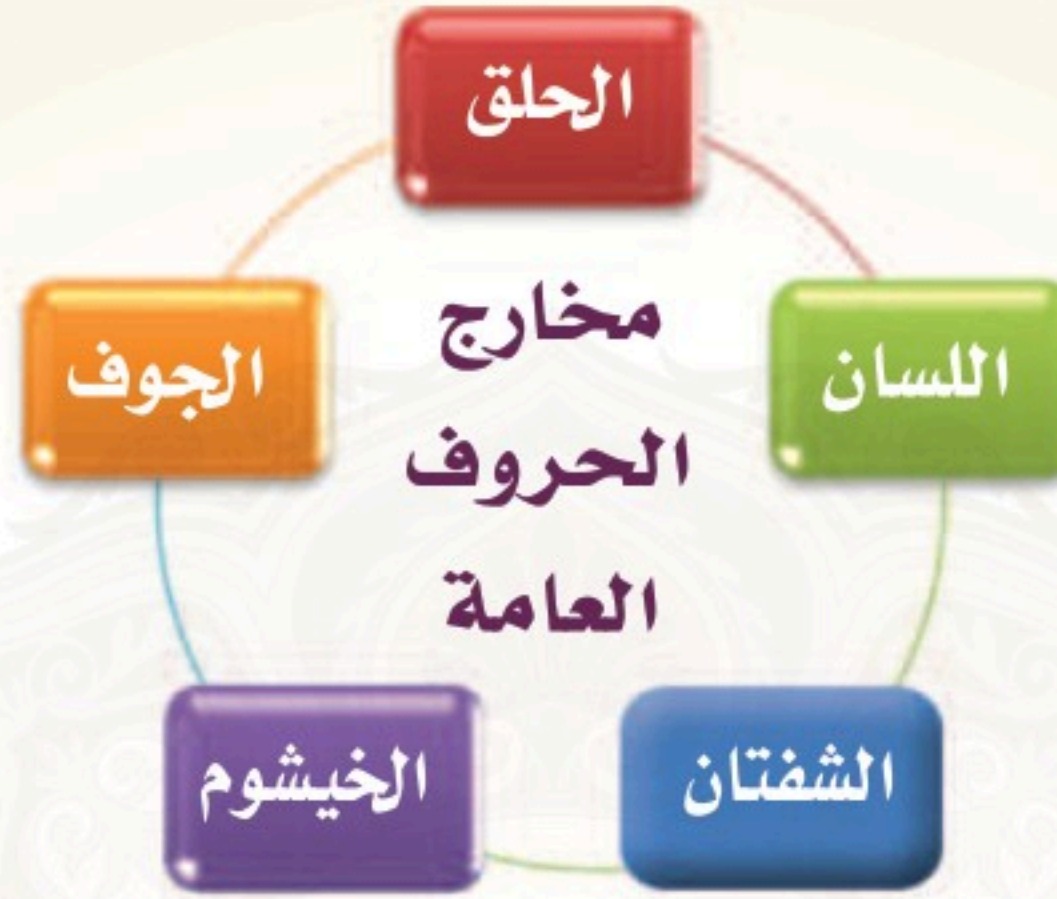 الحلق
مخارج
الحروف
العامة
اللسان
الشفتان
الخيشوم
الجوف